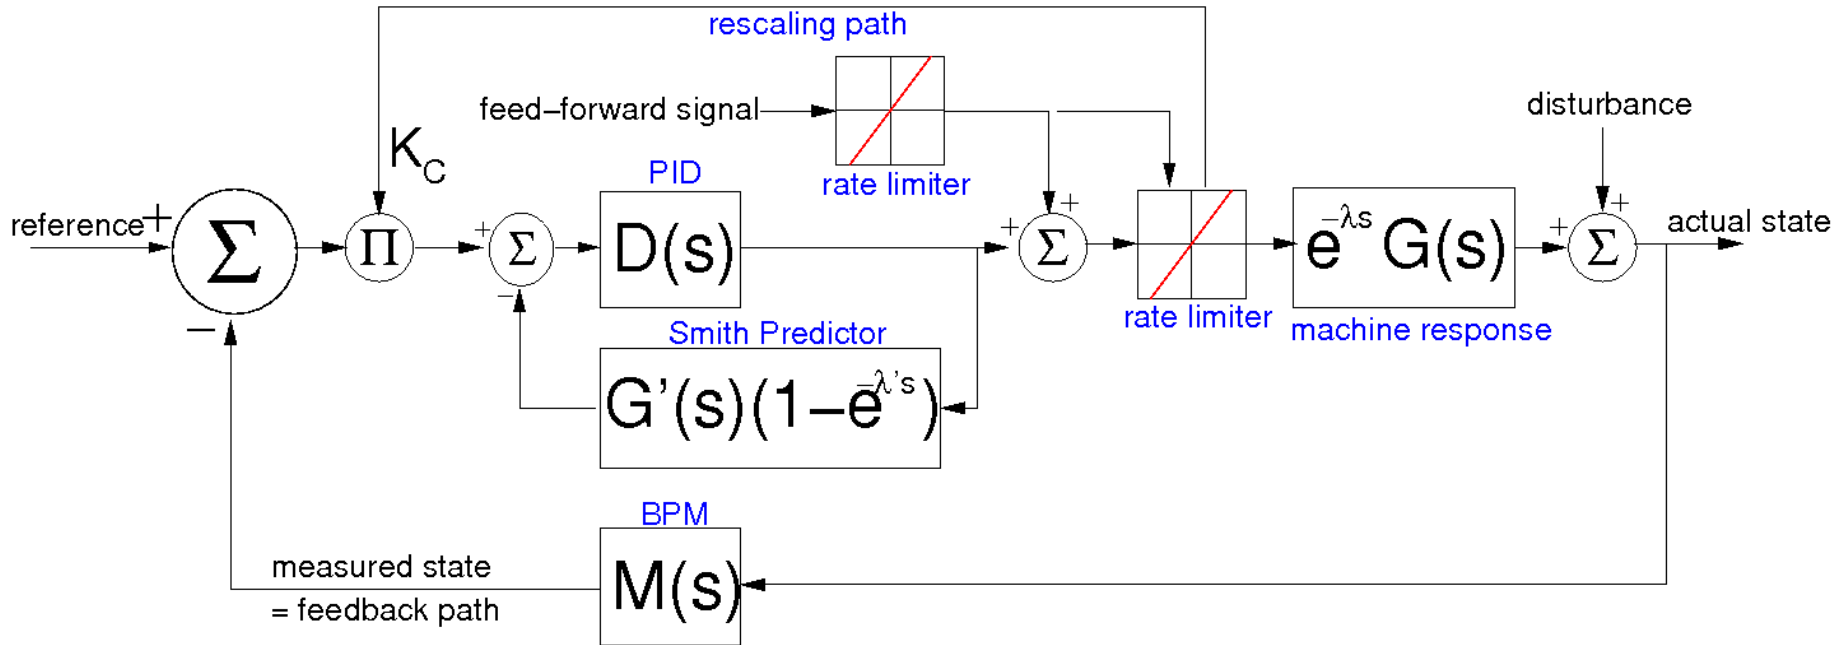 rescaling path
feed–forward signal
disturbance
K_C
PID
rate limiter
reference
+
Σ
Π
+
Σ
D(s)
+
+
Σ
e^{-λs} G(s)
+
+
Σ
actual state
−
-
rate limiter
machine response
Smith Predictor
G'(s)(1–e^{-λ's})
BPM
measured state
M(s)
= feedback path